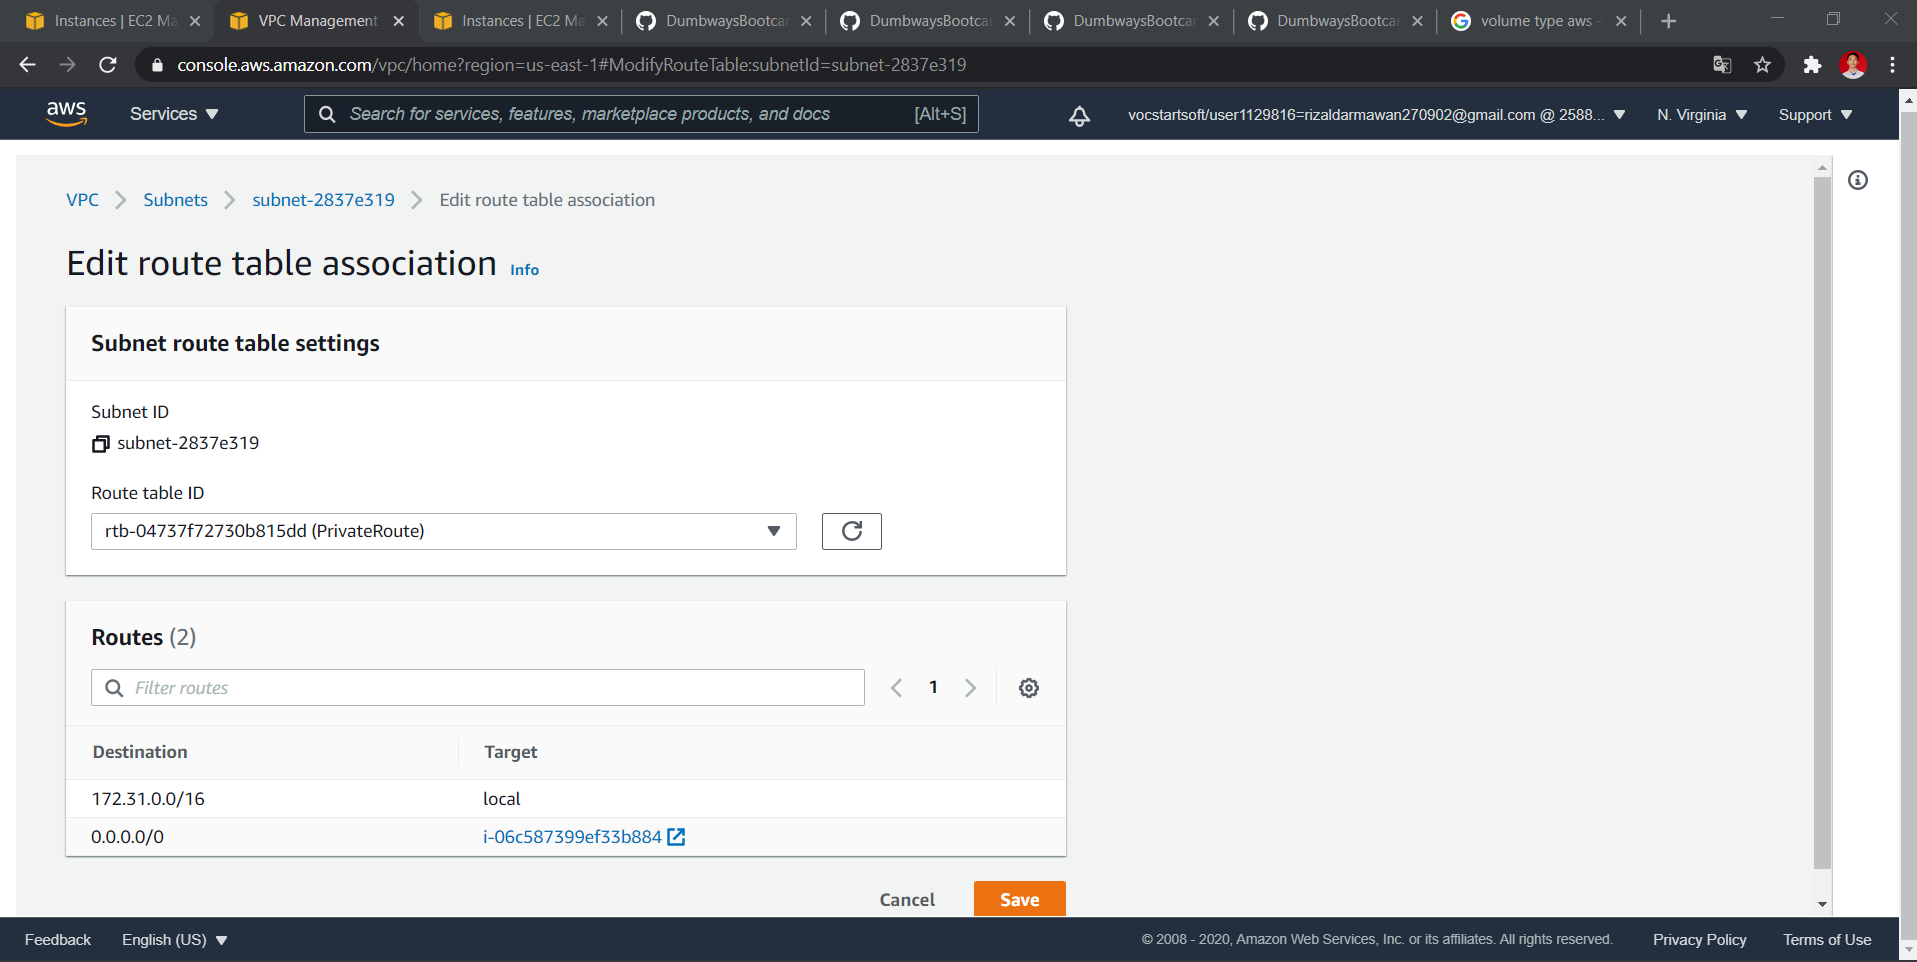 Instances | EC2 Ma
VPC Management
Instances | EC2 Ma
DumbwaysBootcar
DumbwaysBootcar
DumbwaysBootcar
DumbwaysBootcar
volume type aws -
console.aws.amazon.com/vpc/home?region=us-east-1#ModifyRouteTable:subnetId=subnet-2837e319
aws
Services
Search for services, features, marketplace products, and docs
[Alt+S]
vocstartsoft/user1129816=rizaldarmawan270902@gmail.com @ 2588...
N. Virginia
Support
VPC
Subnets
subnet-2837e319
Edit route table association
Edit route table association Info
Subnet route table settings
Subnet ID
subnet-2837e319
Route table ID
rtb-04737f72730b815dd (PrivateRoute)
Routes (2)
Filter routes
1
Destination
Target
172.31.0.0/16
local
0.0.0.0/0
i-06c587399ef33b884
Cancel
Save
Feedback
English (US)
© 2008 - 2020, Amazon Web Services, Inc. or its affiliates. All rights reserved.
Privacy Policy
Terms of Use